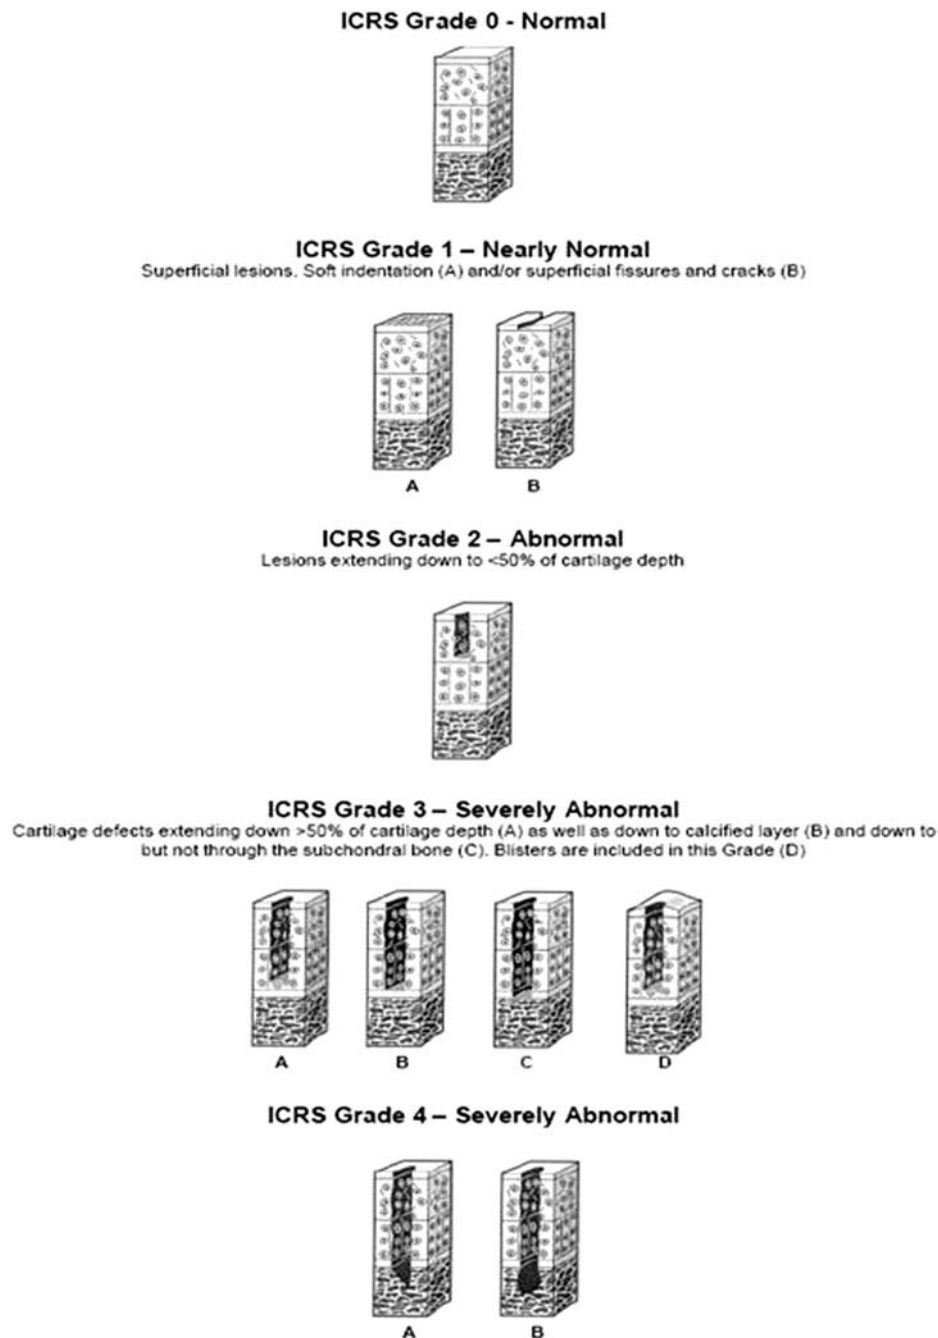 ICRS Grade 0 - Normal
ICRS Grade 1 – Nearly Normal
Superficial lesions. Soft indentation (A) and/or superficial fissures and cracks (B)
A B
ICRS Grade 2 – Abnormal
Lesions extending down to <50% of cartilage depth
ICRS Grade 3 – Severely Abnormal
Cartilage defects extending down >50% of cartilage depth (A) as well as down to calcified layer (B) and down to
but not through the subchondral bone (C). Blisters are included in this Grade (D)
A B C D
ICRS Grade 4 – Severely Abnormal
A B